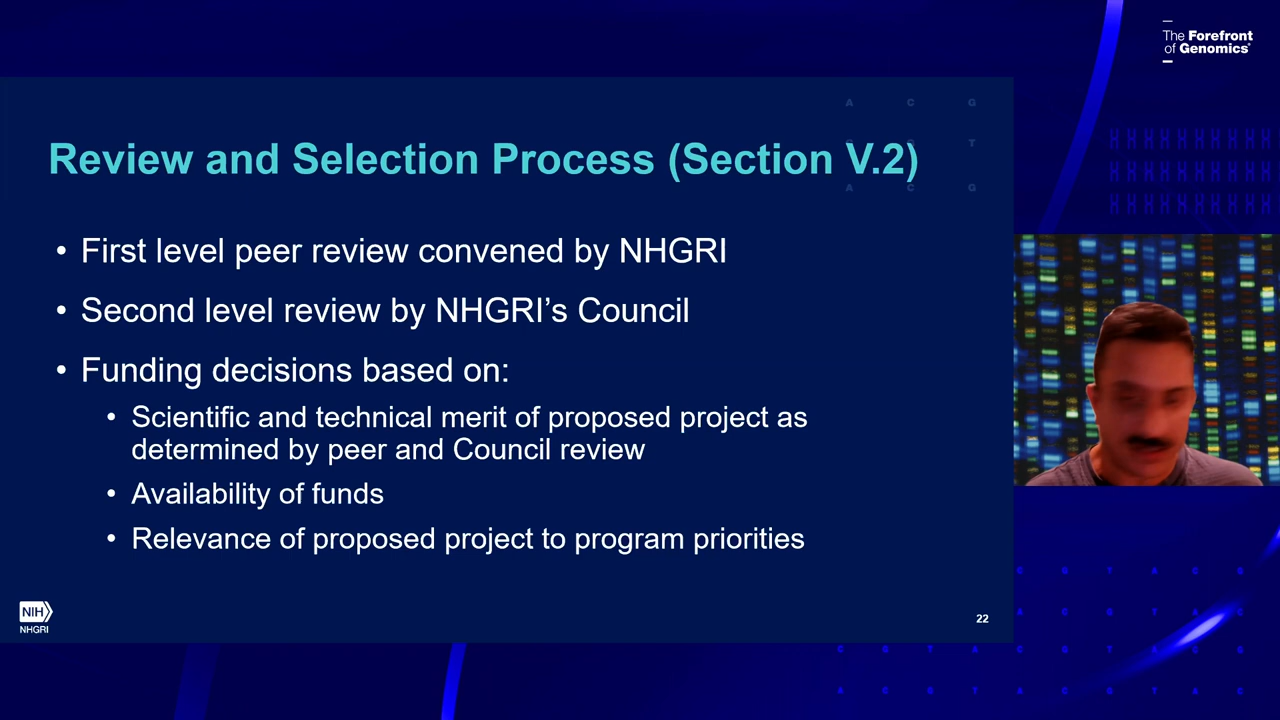 The Forefront
of Genomics®
A C G
T
A C G
Review and Selection Process (Section V.2)
• First level peer review convened by NHGRI
• Second level review by NHGRI’s Council
• Funding decisions based on:
• Scientific and technical merit of proposed project as
determined by peer and Council review
• Availability of funds
• Relevance of proposed project to program priorities
NIH
NHGRI
22